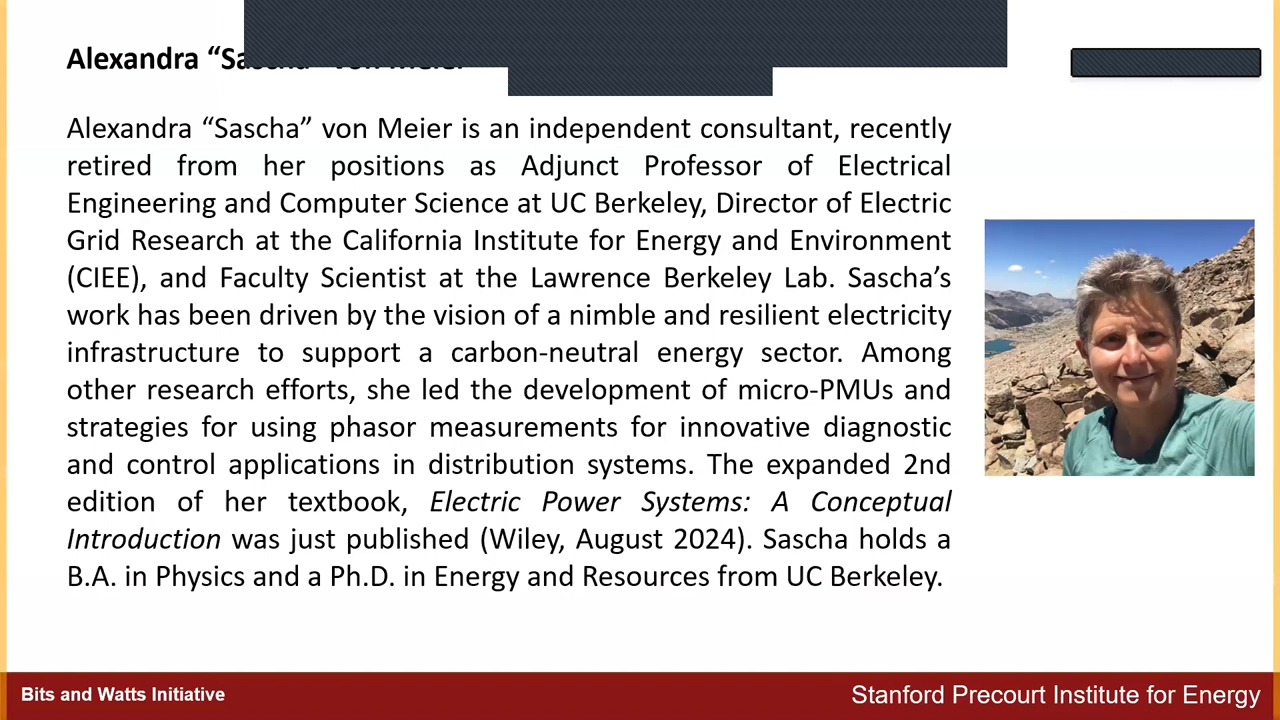 Alexandra “Sascha” von Meier
Alexandra “Sascha” von Meier is an independent consultant, recently
retired from her positions as Adjunct Professor of Electrical
Engineering and Computer Science at UC Berkeley, Director of Electric
Grid Research at the California Institute for Energy and Environment
(CIEE), and Faculty Scientist at the Lawrence Berkeley Lab. Sascha’s
work has been driven by the vision of a nimble and resilient electricity
infrastructure to support a carbon-neutral energy sector. Among
other research efforts, she led the development of micro-PMUs and
strategies for using phasor measurements for innovative diagnostic
and control applications in distribution systems. The expanded 2nd
edition of her textbook, Electric Power Systems: A Conceptual
Introduction was just published (Wiley, August 2024). Sascha holds a
B.A. in Physics and a Ph.D. in Energy and Resources from UC Berkeley.
Bits and Watts Initiative
Stanford Precourt Institute for Energy